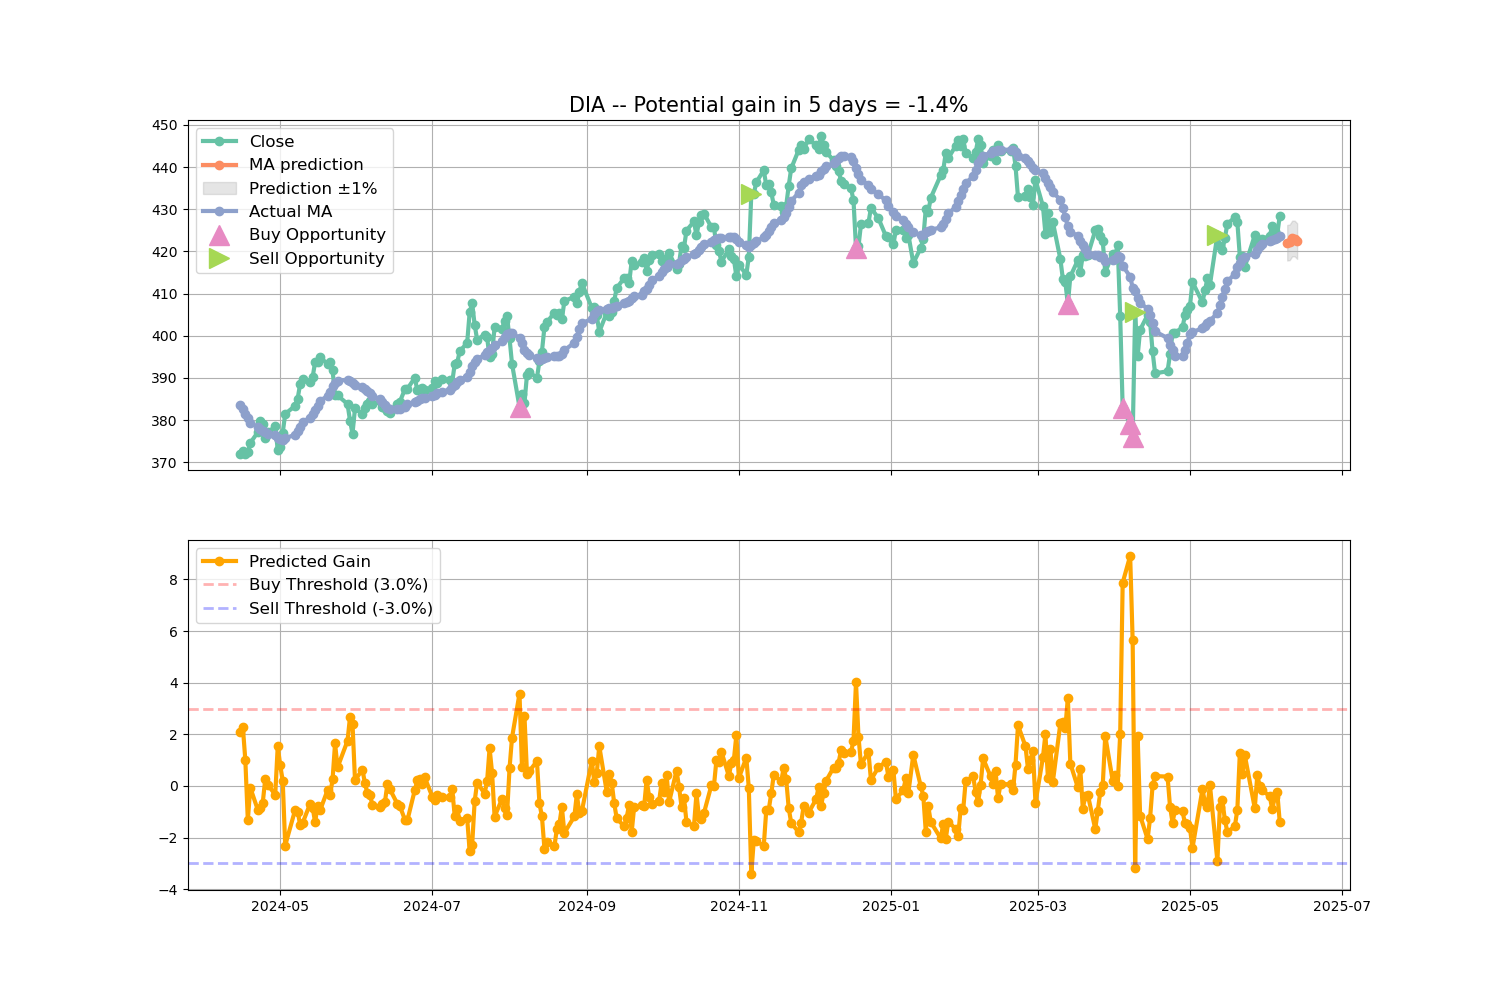 DIA -- Potential gain in 5 days = -1.4%
450
440
430
420
410
400
390
380
370
Close
MA prediction
Prediction ±1%
Actual MA
Buy Opportunity
Sell Opportunity
8
6
4
2
0
−2
−4
Predicted Gain
Buy Threshold (3.0%)
Sell Threshold (-3.0%)
2024-05
2024-07
2024-09
2024-11
2025-01
2025-03
2025-05
2025-07